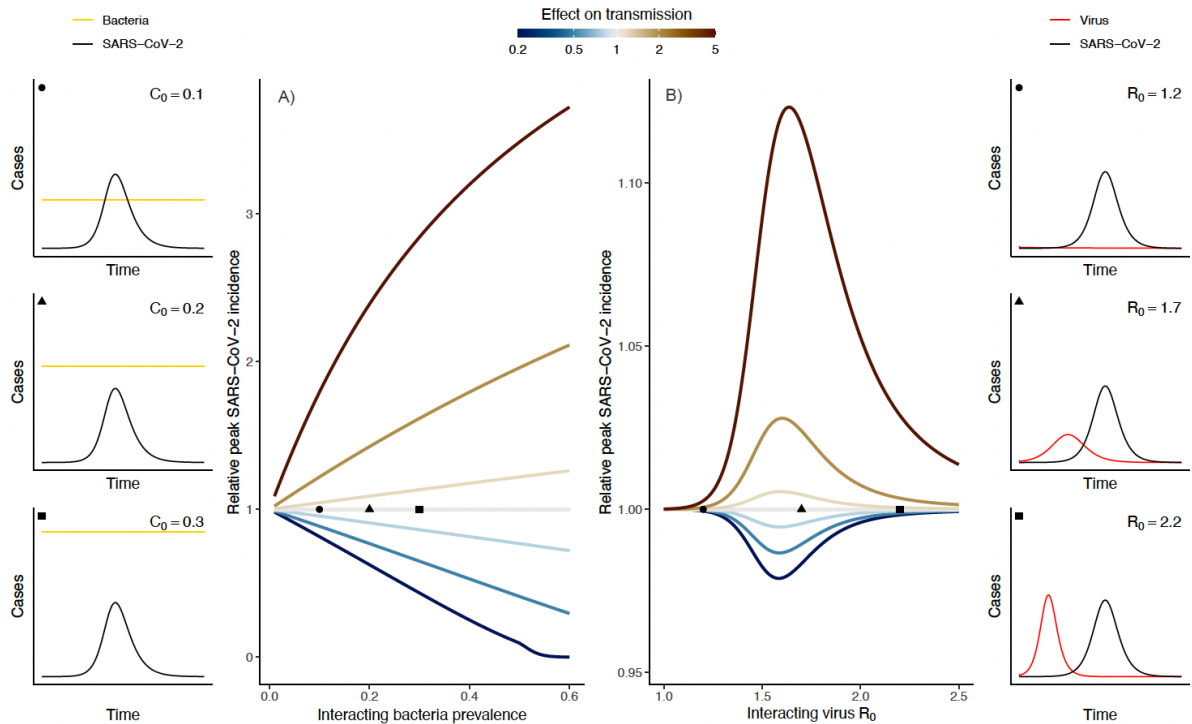 Effect on transmission
0.2 0.5 1 2 5
Bacteria
SARS−CoV−2
Virus
SARS−CoV−2
C₀ = 0.1
Cases
Time
C₀ = 0.2
Cases
Time
C₀ = 0.3
Cases
Time
A)
Relative peak SARS−CoV−2 incidence
3
2
1
0
0.0 0.2 0.4 0.6
Interacting bacteria prevalence
B)
Relative peak SARS−CoV−2 incidence
1.10
1.05
1.00
0.95
1.0 1.5 2.0 2.5
Interacting virus R₀
R₀ = 1.2
Cases
Time
R₀ = 1.7
Cases
Time
R₀ = 2.2
Cases
Time